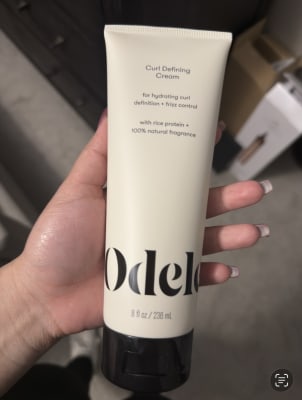 Curl Defining
Cream
for hydrating curl
definition + frizz control
with rice protein +
100% natural fragrance
Odele
8 fl oz / 236 mL